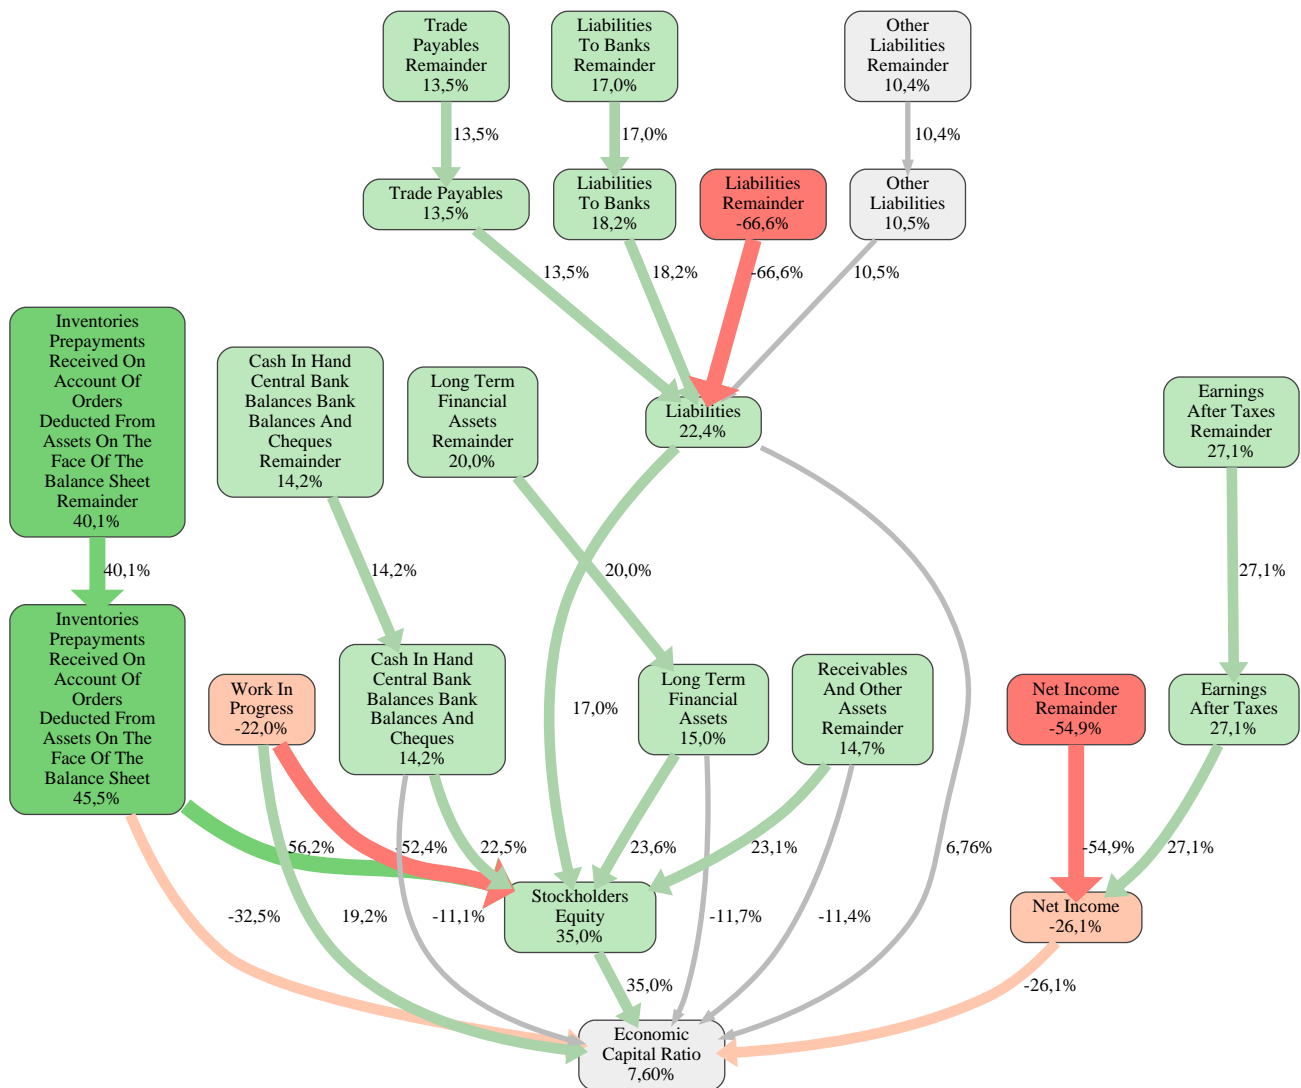 Trade
Payables
Remainder
13,5%
Liabilities
To Banks
Remainder
17,0%
Other
Liabilities
Remainder
10,4%
13,5%
17,0%
10,4%
Trade Payables
13,5%
Liabilities
To Banks
18,2%
Liabilities
Remainder
-66,6%
Other
Liabilities
10,5%
13,5%
18,2%
-66,6%
10,5%
Inventories
Prepayments
Received On
Account Of
Orders
Deducted From
Assets On The
Face Of The
Balance Sheet
Remainder
40,1%
Cash In Hand
Central Bank
Balances Bank
Balances And
Cheques
Remainder
14,2%
Long Term
Financial
Assets
Remainder
20,0%
Liabilities
22,4%
Earnings
After Taxes
Remainder
27,1%
40,1%
14,2%
20,0%
27,1%
Inventories
Prepayments
Received On
Account Of
Orders
Deducted From
Assets On The
Face Of The
Balance Sheet
45,5%
Work In
Progress
-22,0%
Cash In Hand
Central Bank
Balances Bank
Balances And
Cheques
14,2%
17,0%
Long Term
Financial
Assets
15,0%
Receivables
And Other
Assets
Remainder
14,7%
Net Income
Remainder
-54,9%
Earnings
After Taxes
27,1%
56,2%
-52,4%
22,5%
23,6%
23,1%
6,76%
-54,9%
27,1%
-32,5%
19,2%
-11,1%
Stockholders
Equity
35,0%
-11,7%
-11,4%
Net Income
-26,1%
35,0%
-26,1%
Economic
Capital Ratio
7,60%